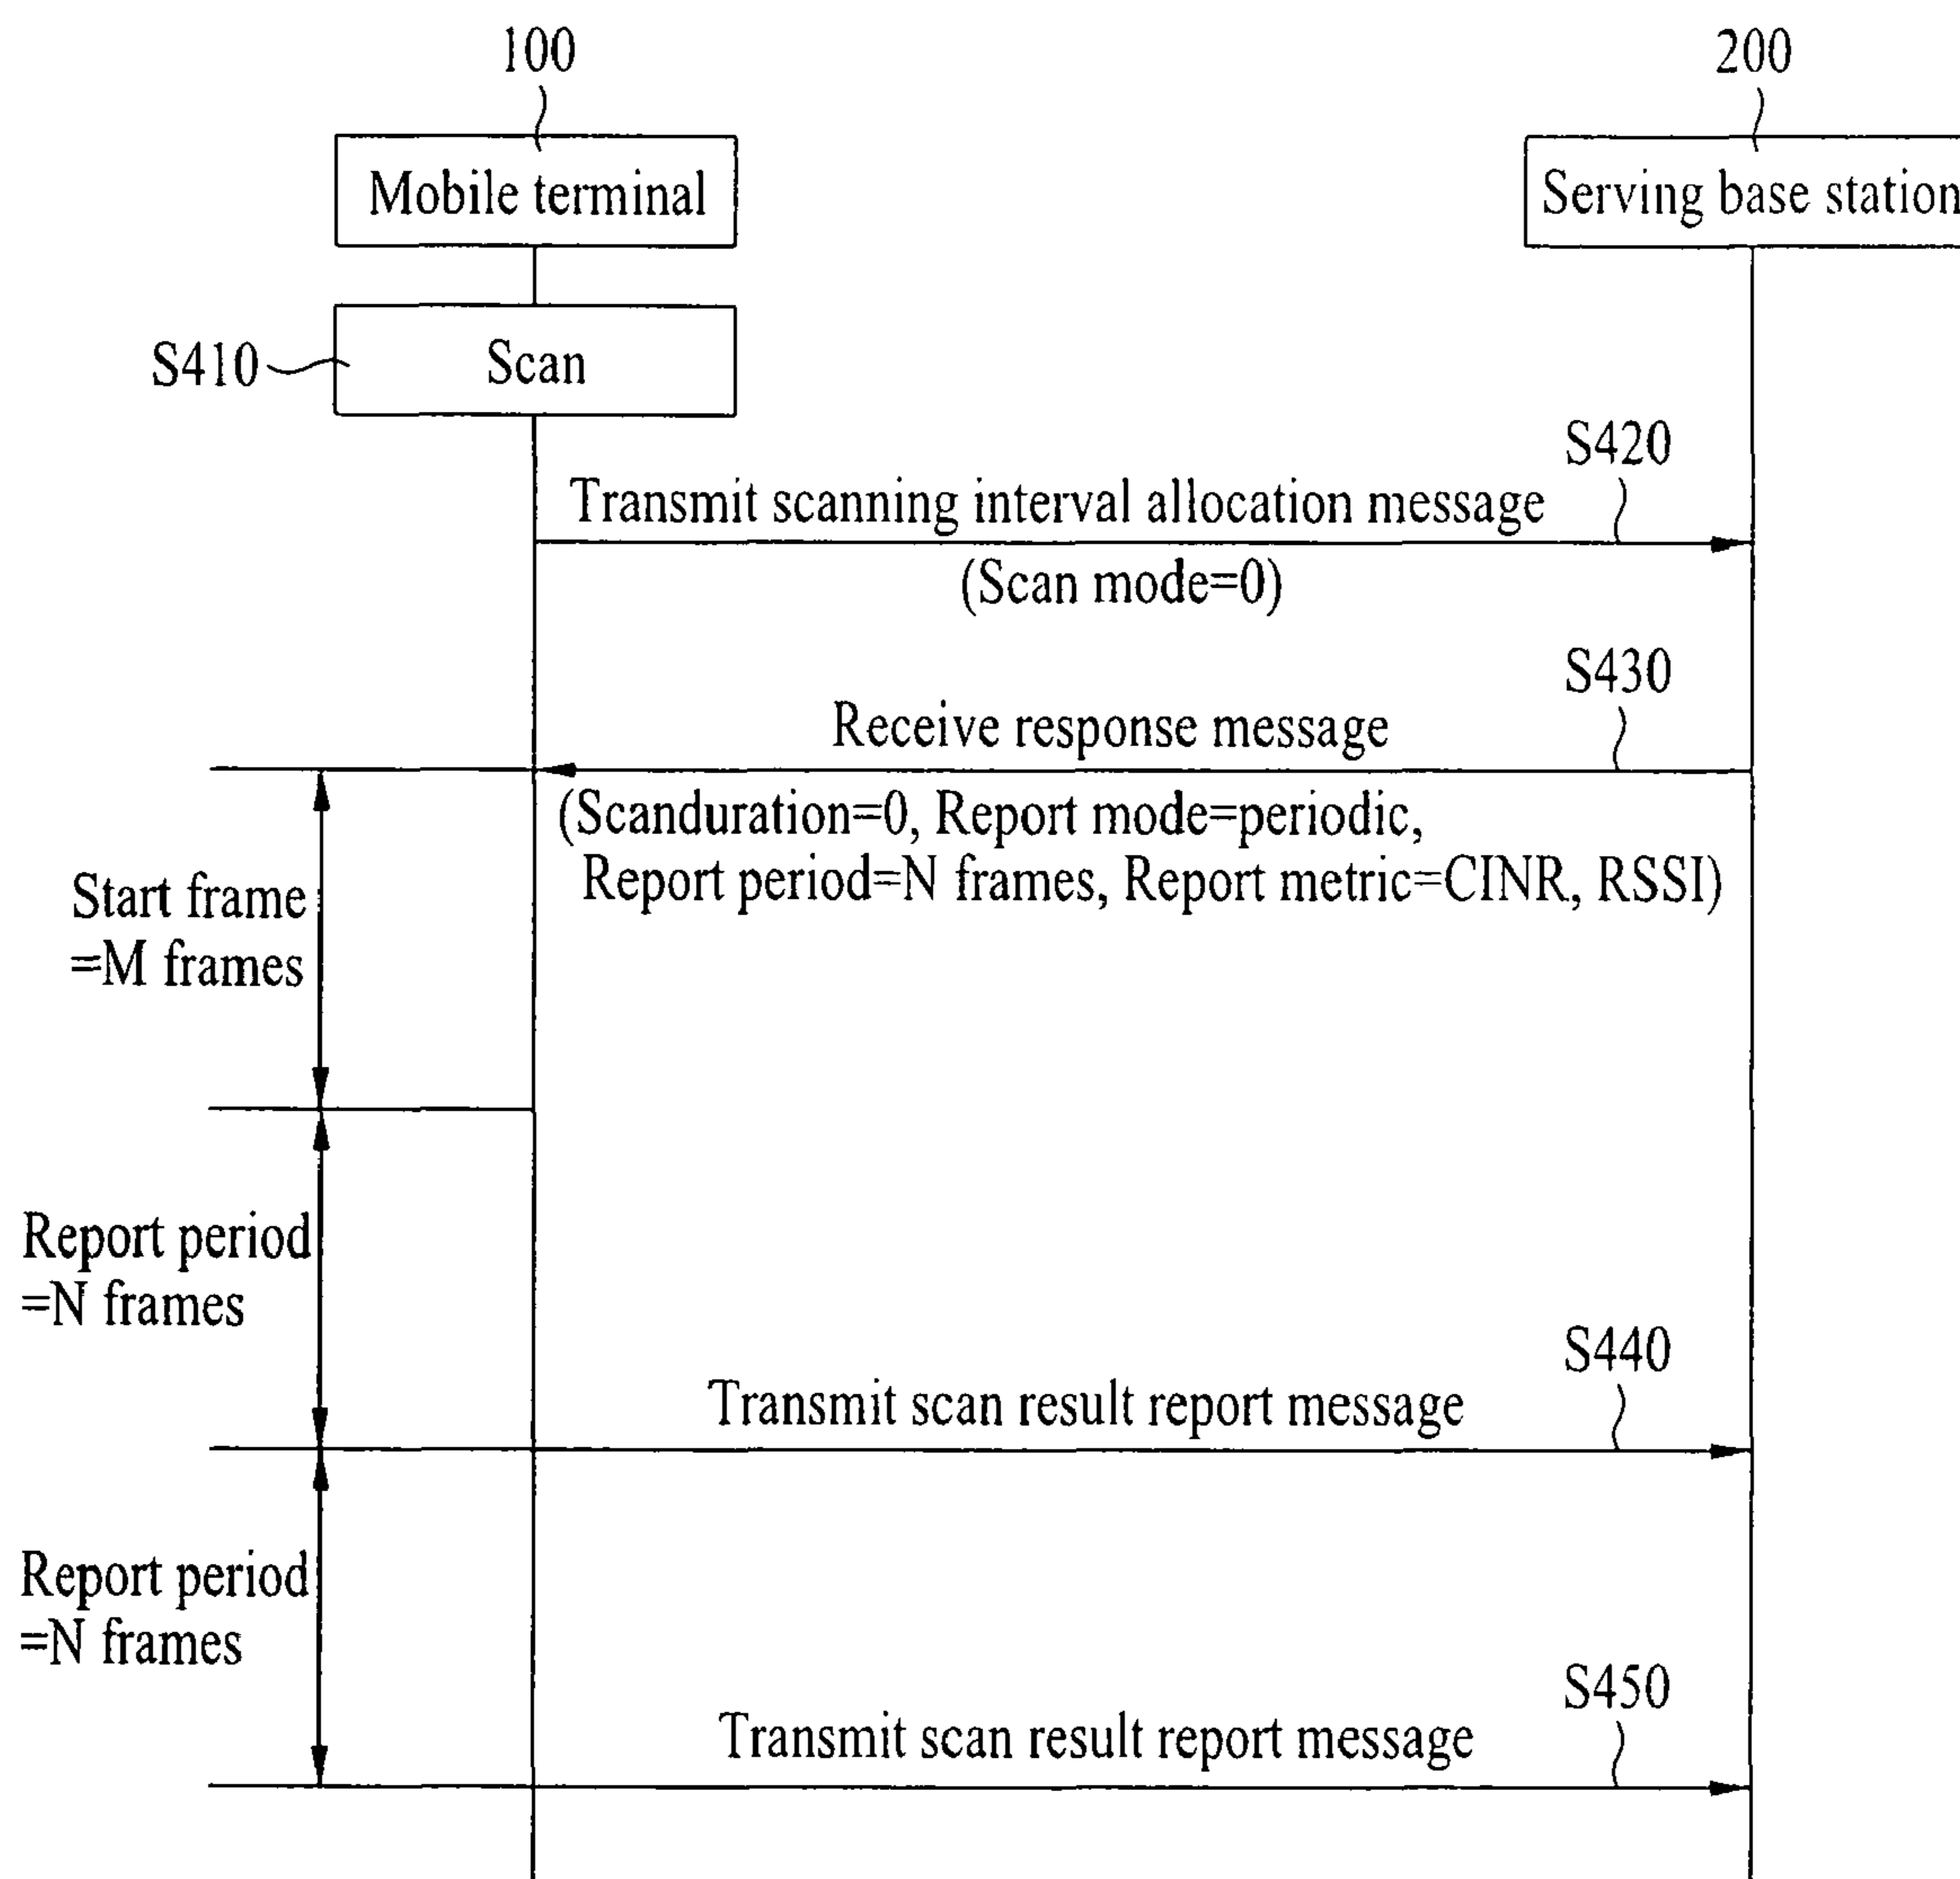 100
200
Mobile terminal
Serving base station
S410
Scan
S420
Transmit scanning interval allocation message
(Scan mode=0)
S430
Receive response message
(Scanduration=0, Report mode=periodic,
Report period=N frames, Report metric=CINR, RSSI)
Start frame
=M frames
Report period
=N frames
S440
Transmit scan result report message
Report period
=N frames
S450
Transmit scan result report message